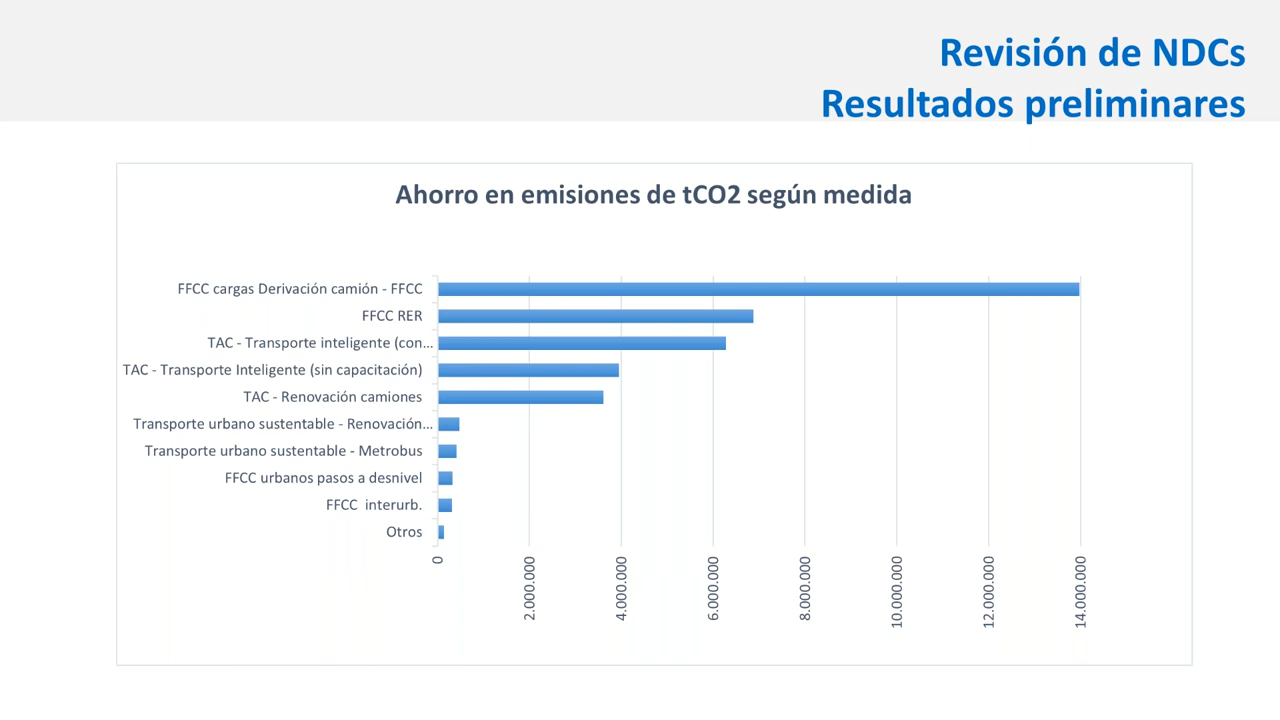 Revisión de NDCs
Resultados preliminares
Ahorro en emisiones de tCO2 según medida
FFCC cargas Derivación camión - FFCC
FFCC RER
TAC - Transporte inteligente (con...
TAC - Transporte Inteligente (sin capacitación)
TAC - Renovación camiones
Transporte urbano sustentable - Renovación...
Transporte urbano sustentable - Metrobus
FFCC urbanos pasos a desnivel
FFCC  interurb.
Otros
0
2.000.000
4.000.000
6.000.000
8.000.000
10.000.000
12.000.000
14.000.000